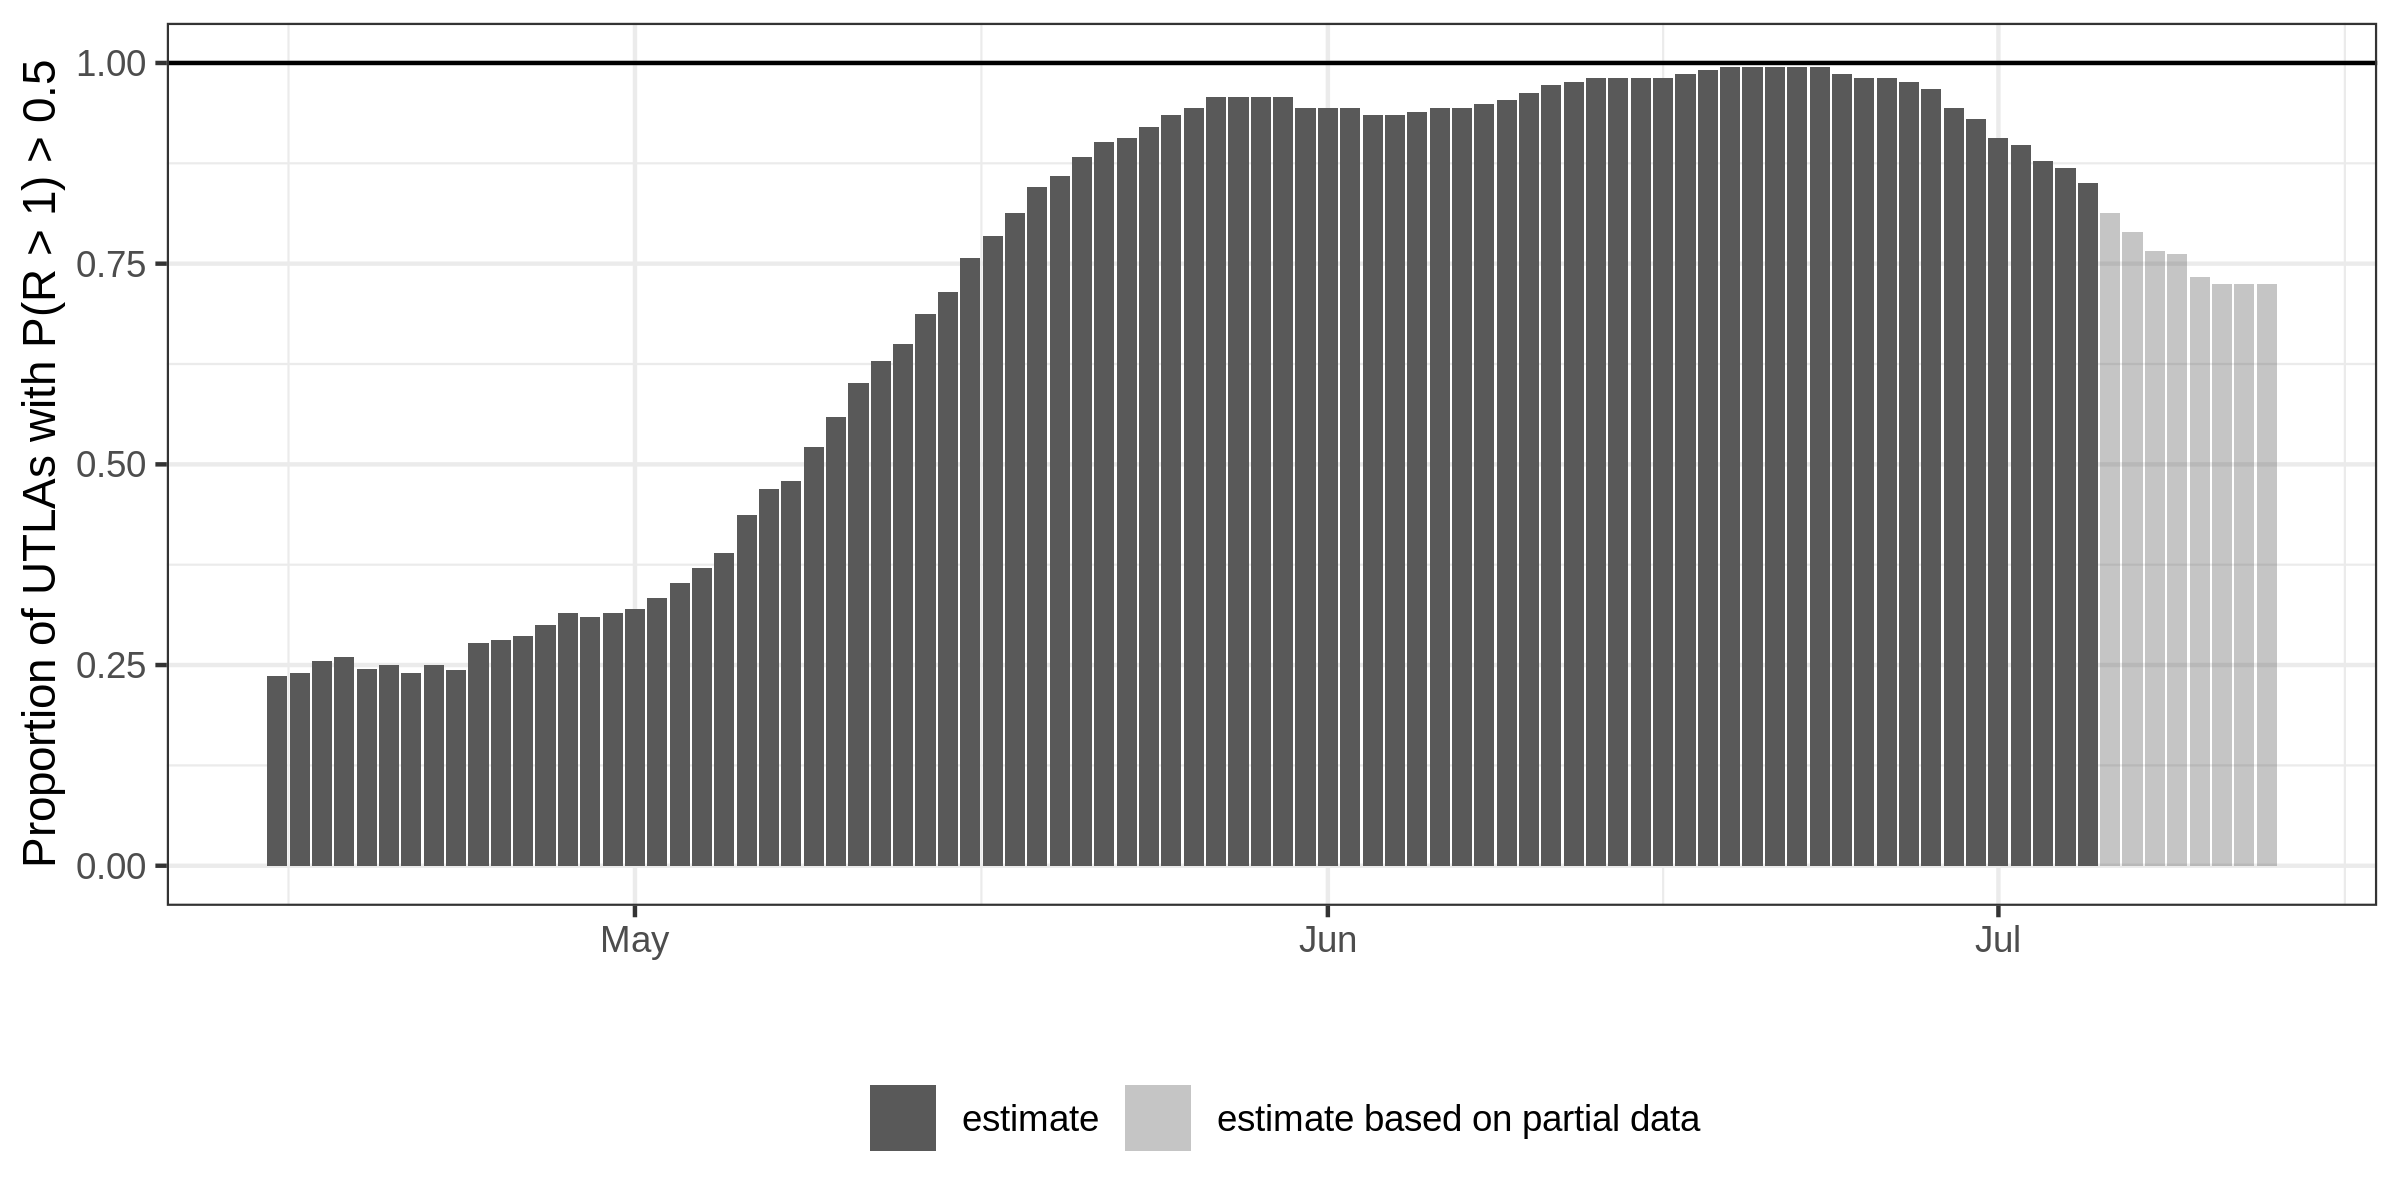 Proportion of UTLAs with P(R > 1) > 0.5
1.00
0.75
0.50
0.25
0.00
May Jun Jul
estimate estimate based on partial data